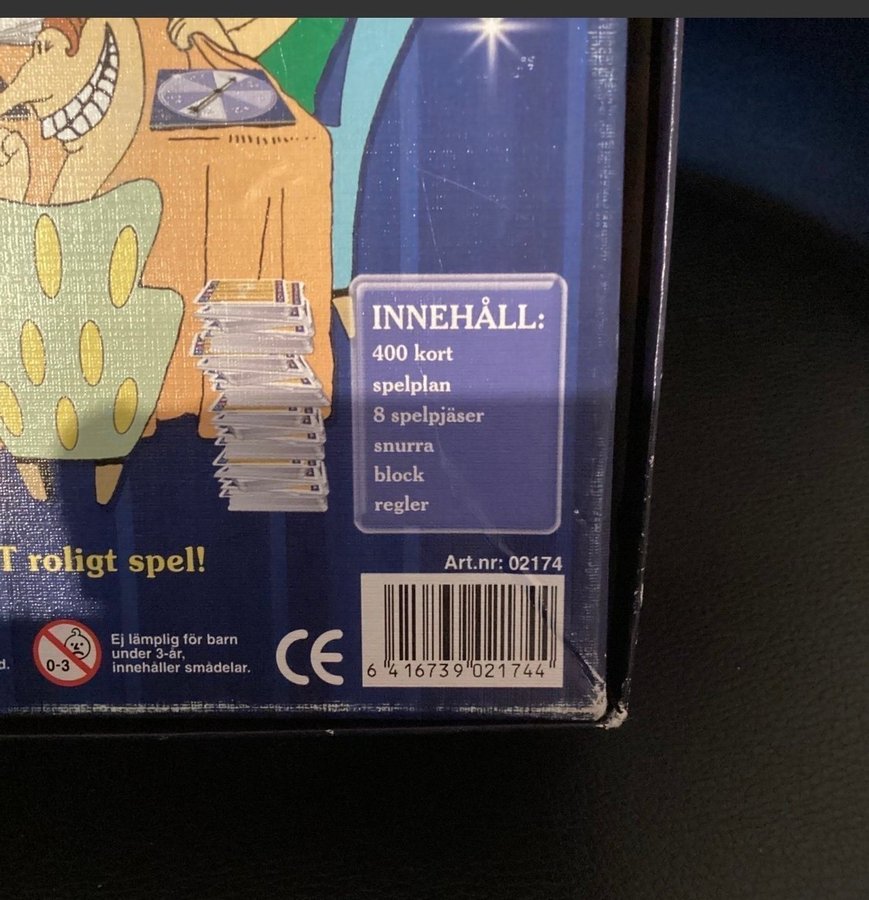 INNEHÅLL:
400 kort
spelplan
8 spelpjäser
snurra
block
regler
T roligt spel!
Art.nr: 02174
d.
0-3
Ej lämplig för barn
under 3-år,
innehåller smådelar.
CE
6 416739 021744